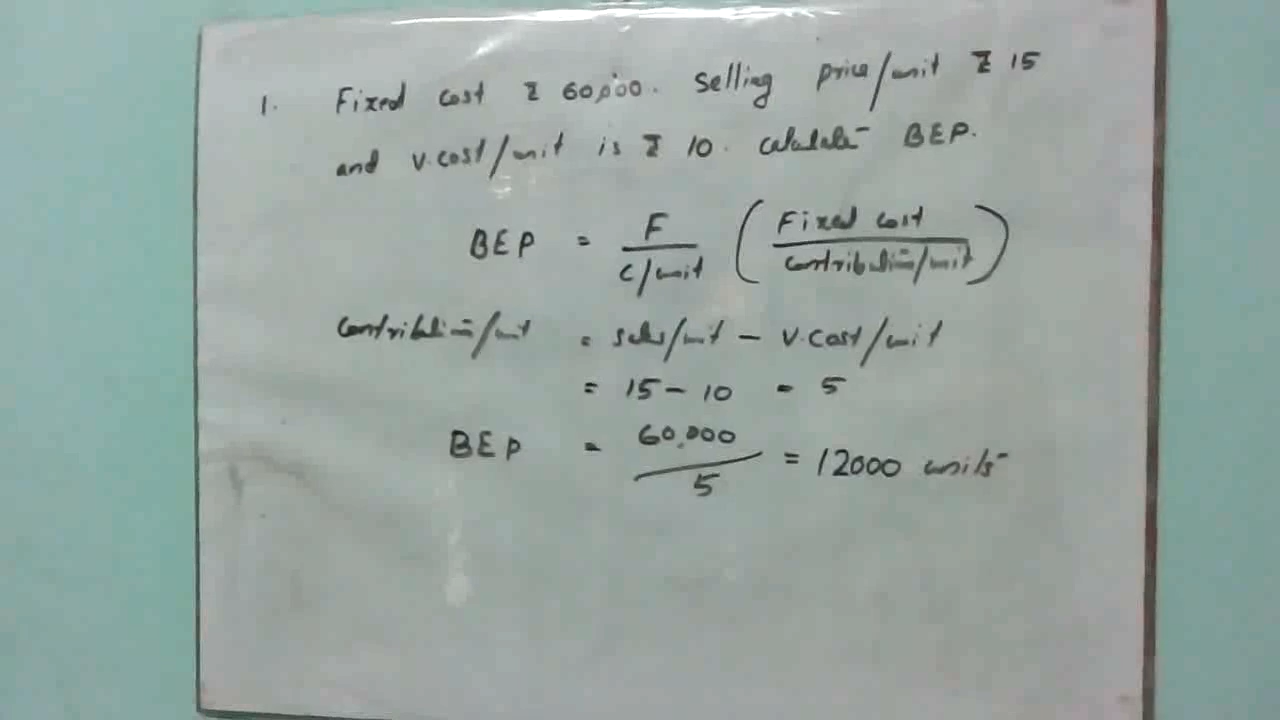 1. Fixed cost ₹ 60,000. Selling price/unit ₹ 15
and v.cost/unit is ₹ 10. calculate BEP.
BEP = F / c/unit ( Fixed cost / contribution/unit )
contribution/unit = sales/unit - v.cost/unit
= 15 - 10 = 5
BEP = 60,000 / 5 = 12000 units